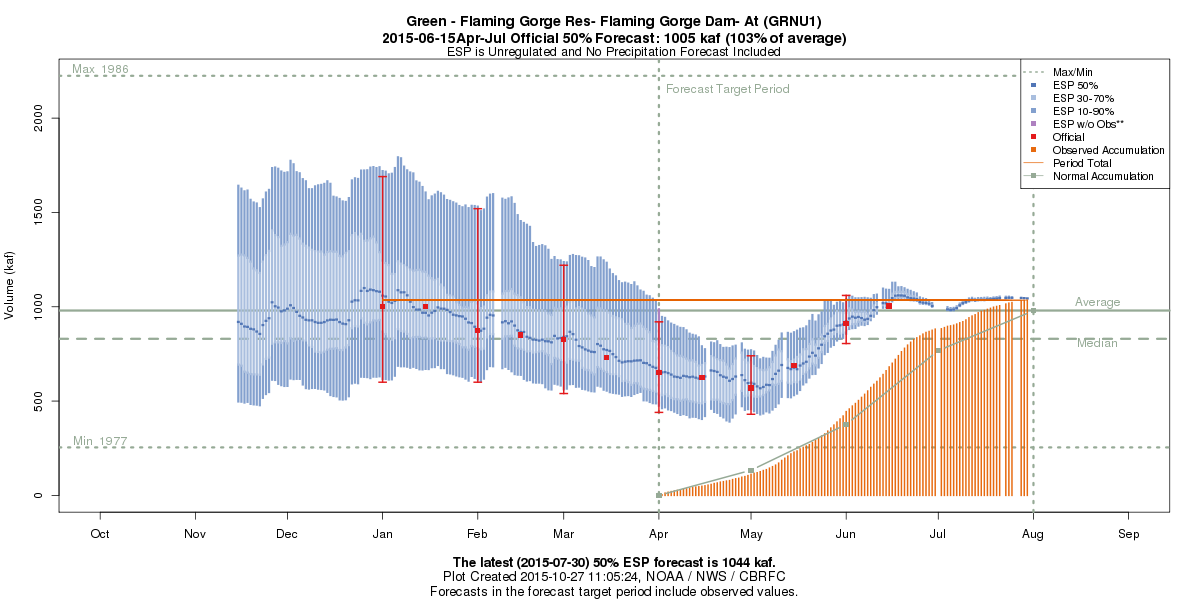 Green - Flaming Gorge Res- Flaming Gorge Dam- At (GRNU1)
2015-06-15Apr-Jul Official 50% Forecast: 1005 kaf (103% of average)
ESP is Unregulated and No Precipitation Forecast Included
Max 1986
Forecast Target Period
Max/Min
ESP 50%
ESP 30-70%
ESP 10-90%
ESP w/o Obs**
Official
Observed Accumulation
Period Total
Normal Accumulation
Volume (kaf)
2000
1500
1000
500
0
Average
Median
Min 1977
Oct Nov Dec Jan Feb Mar Apr May Jun Jul Aug Sep
The latest (2015-07-30) 50% ESP forecast is 1044 kaf.
Plot Created 2015-10-27 11:05:24, NOAA / NWS / CBRFC
Forecasts in the forecast target period include observed values.